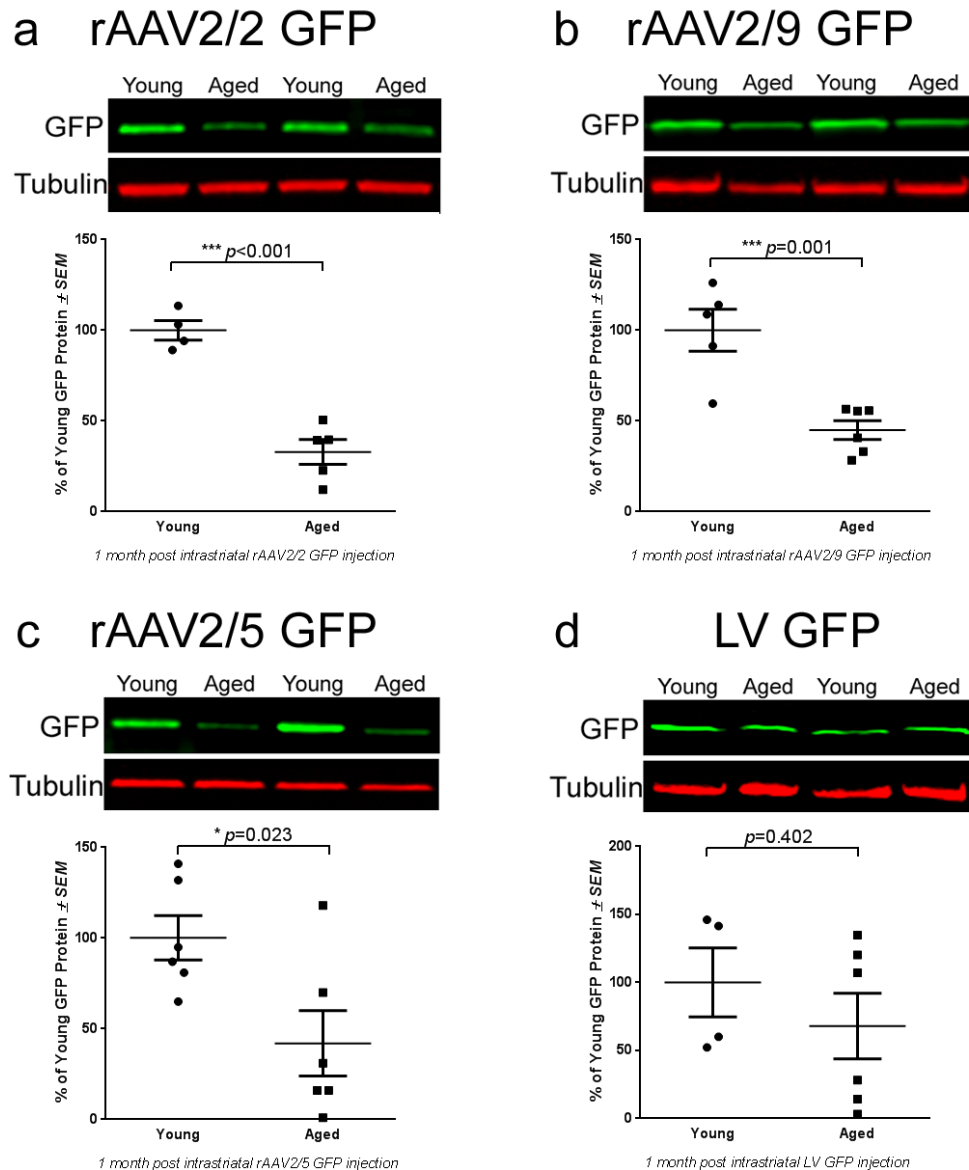 a rAAV2/2 GFP
Young Aged Young Aged
GFP
Tubulin
150
100
50
0
% of Young GFP Protein ± SEM
*** p<0.001
Young Aged
1 month post intrastriatal rAAV2/2 GFP injection
b rAAV2/9 GFP
Young Aged Young Aged
GFP
Tubulin
150
100
50
0
% of Young GFP Protein ± SEM
*** p=0.001
Young Aged
1 month post intrastriatal rAAV2/9 GFP injection
c rAAV2/5 GFP
Young Aged Young Aged
GFP
Tubulin
150
100
50
0
% of Young GFP Protein ± SEM
* p=0.023
Young Aged
1 month post intrastriatal rAAV2/5 GFP injection
d LV GFP
Young Aged Young Aged
GFP
Tubulin
200
150
100
50
0
% of Young GFP Protein ± SEM
p=0.402
Young Aged
1 month post intrastriatal LV GFP injection